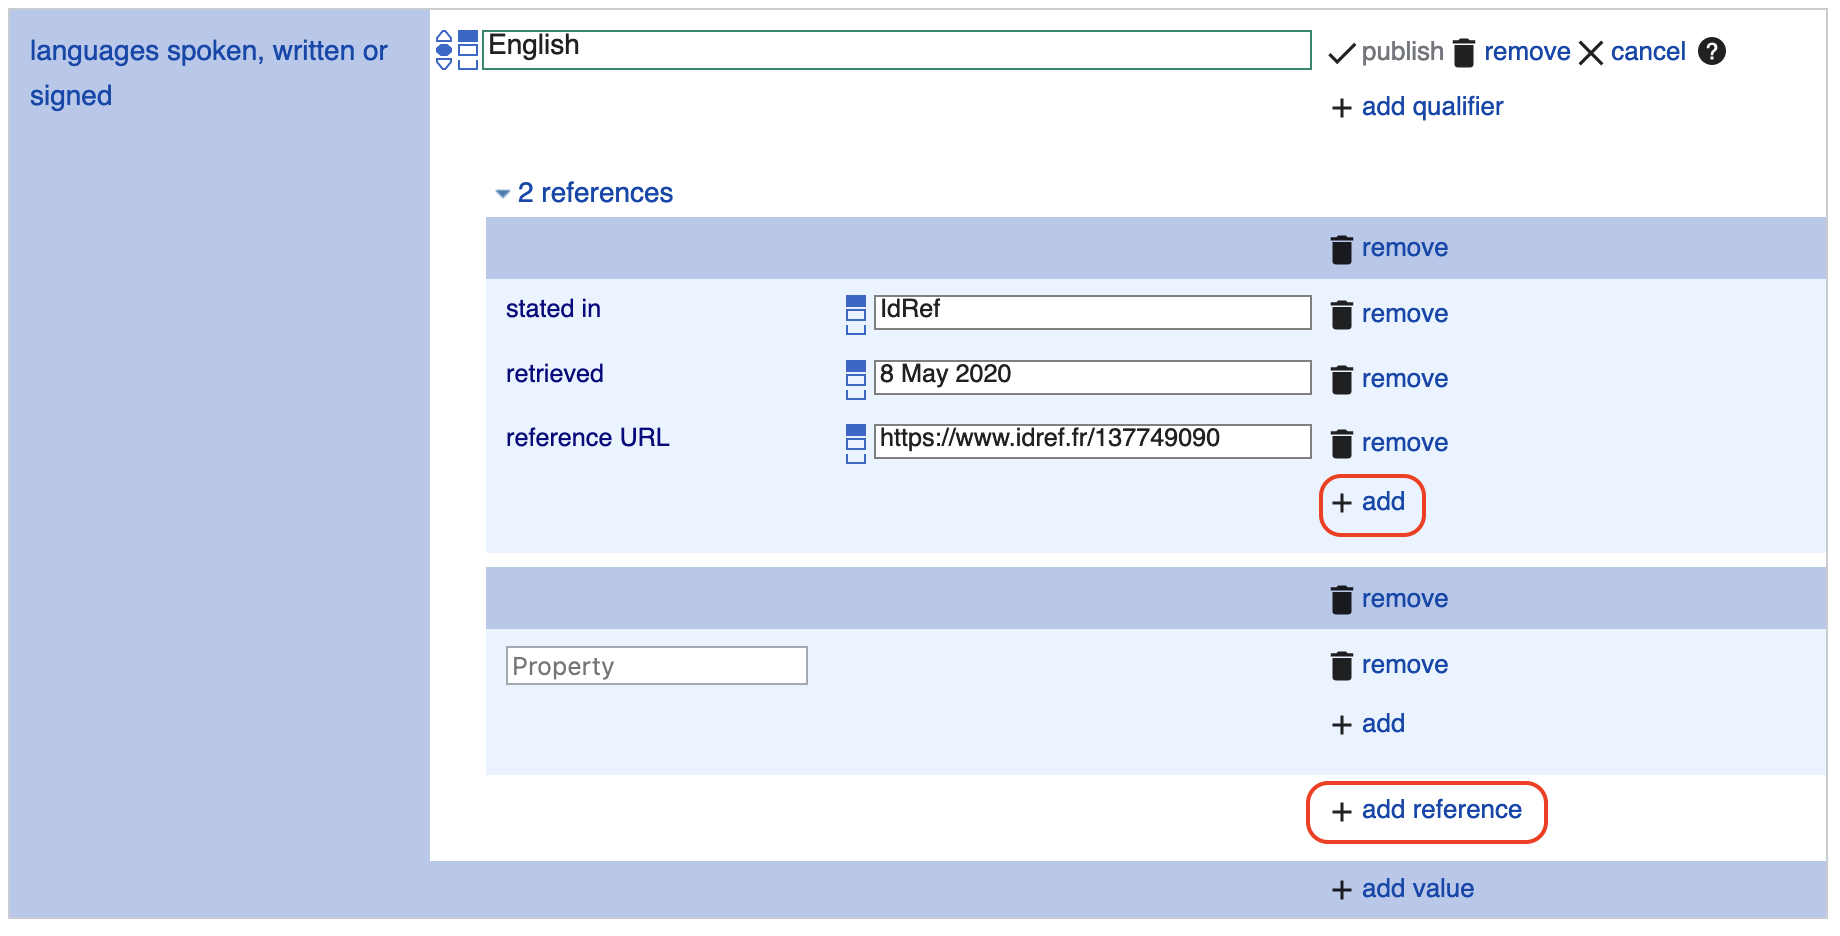 languages spoken, written or
signed
English
publish remove cancel ?
+ add qualifier
2 references
remove
stated in IdRef remove
retrieved 8 May 2020 remove
reference URL https://www.idref.fr/137749090 remove
+ add
remove
Property remove
+ add
+ add reference
+ add value